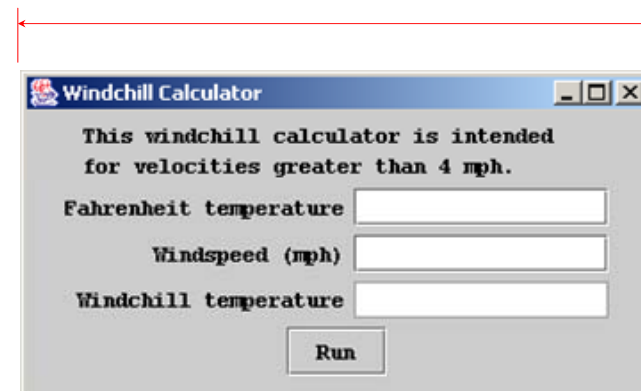 Windchill Calculator
This windchill calculator is intended
for velocities greater than 4 mph.
Fahrenheit temperature
Windspeed (mph)
Windchill temperature
Run